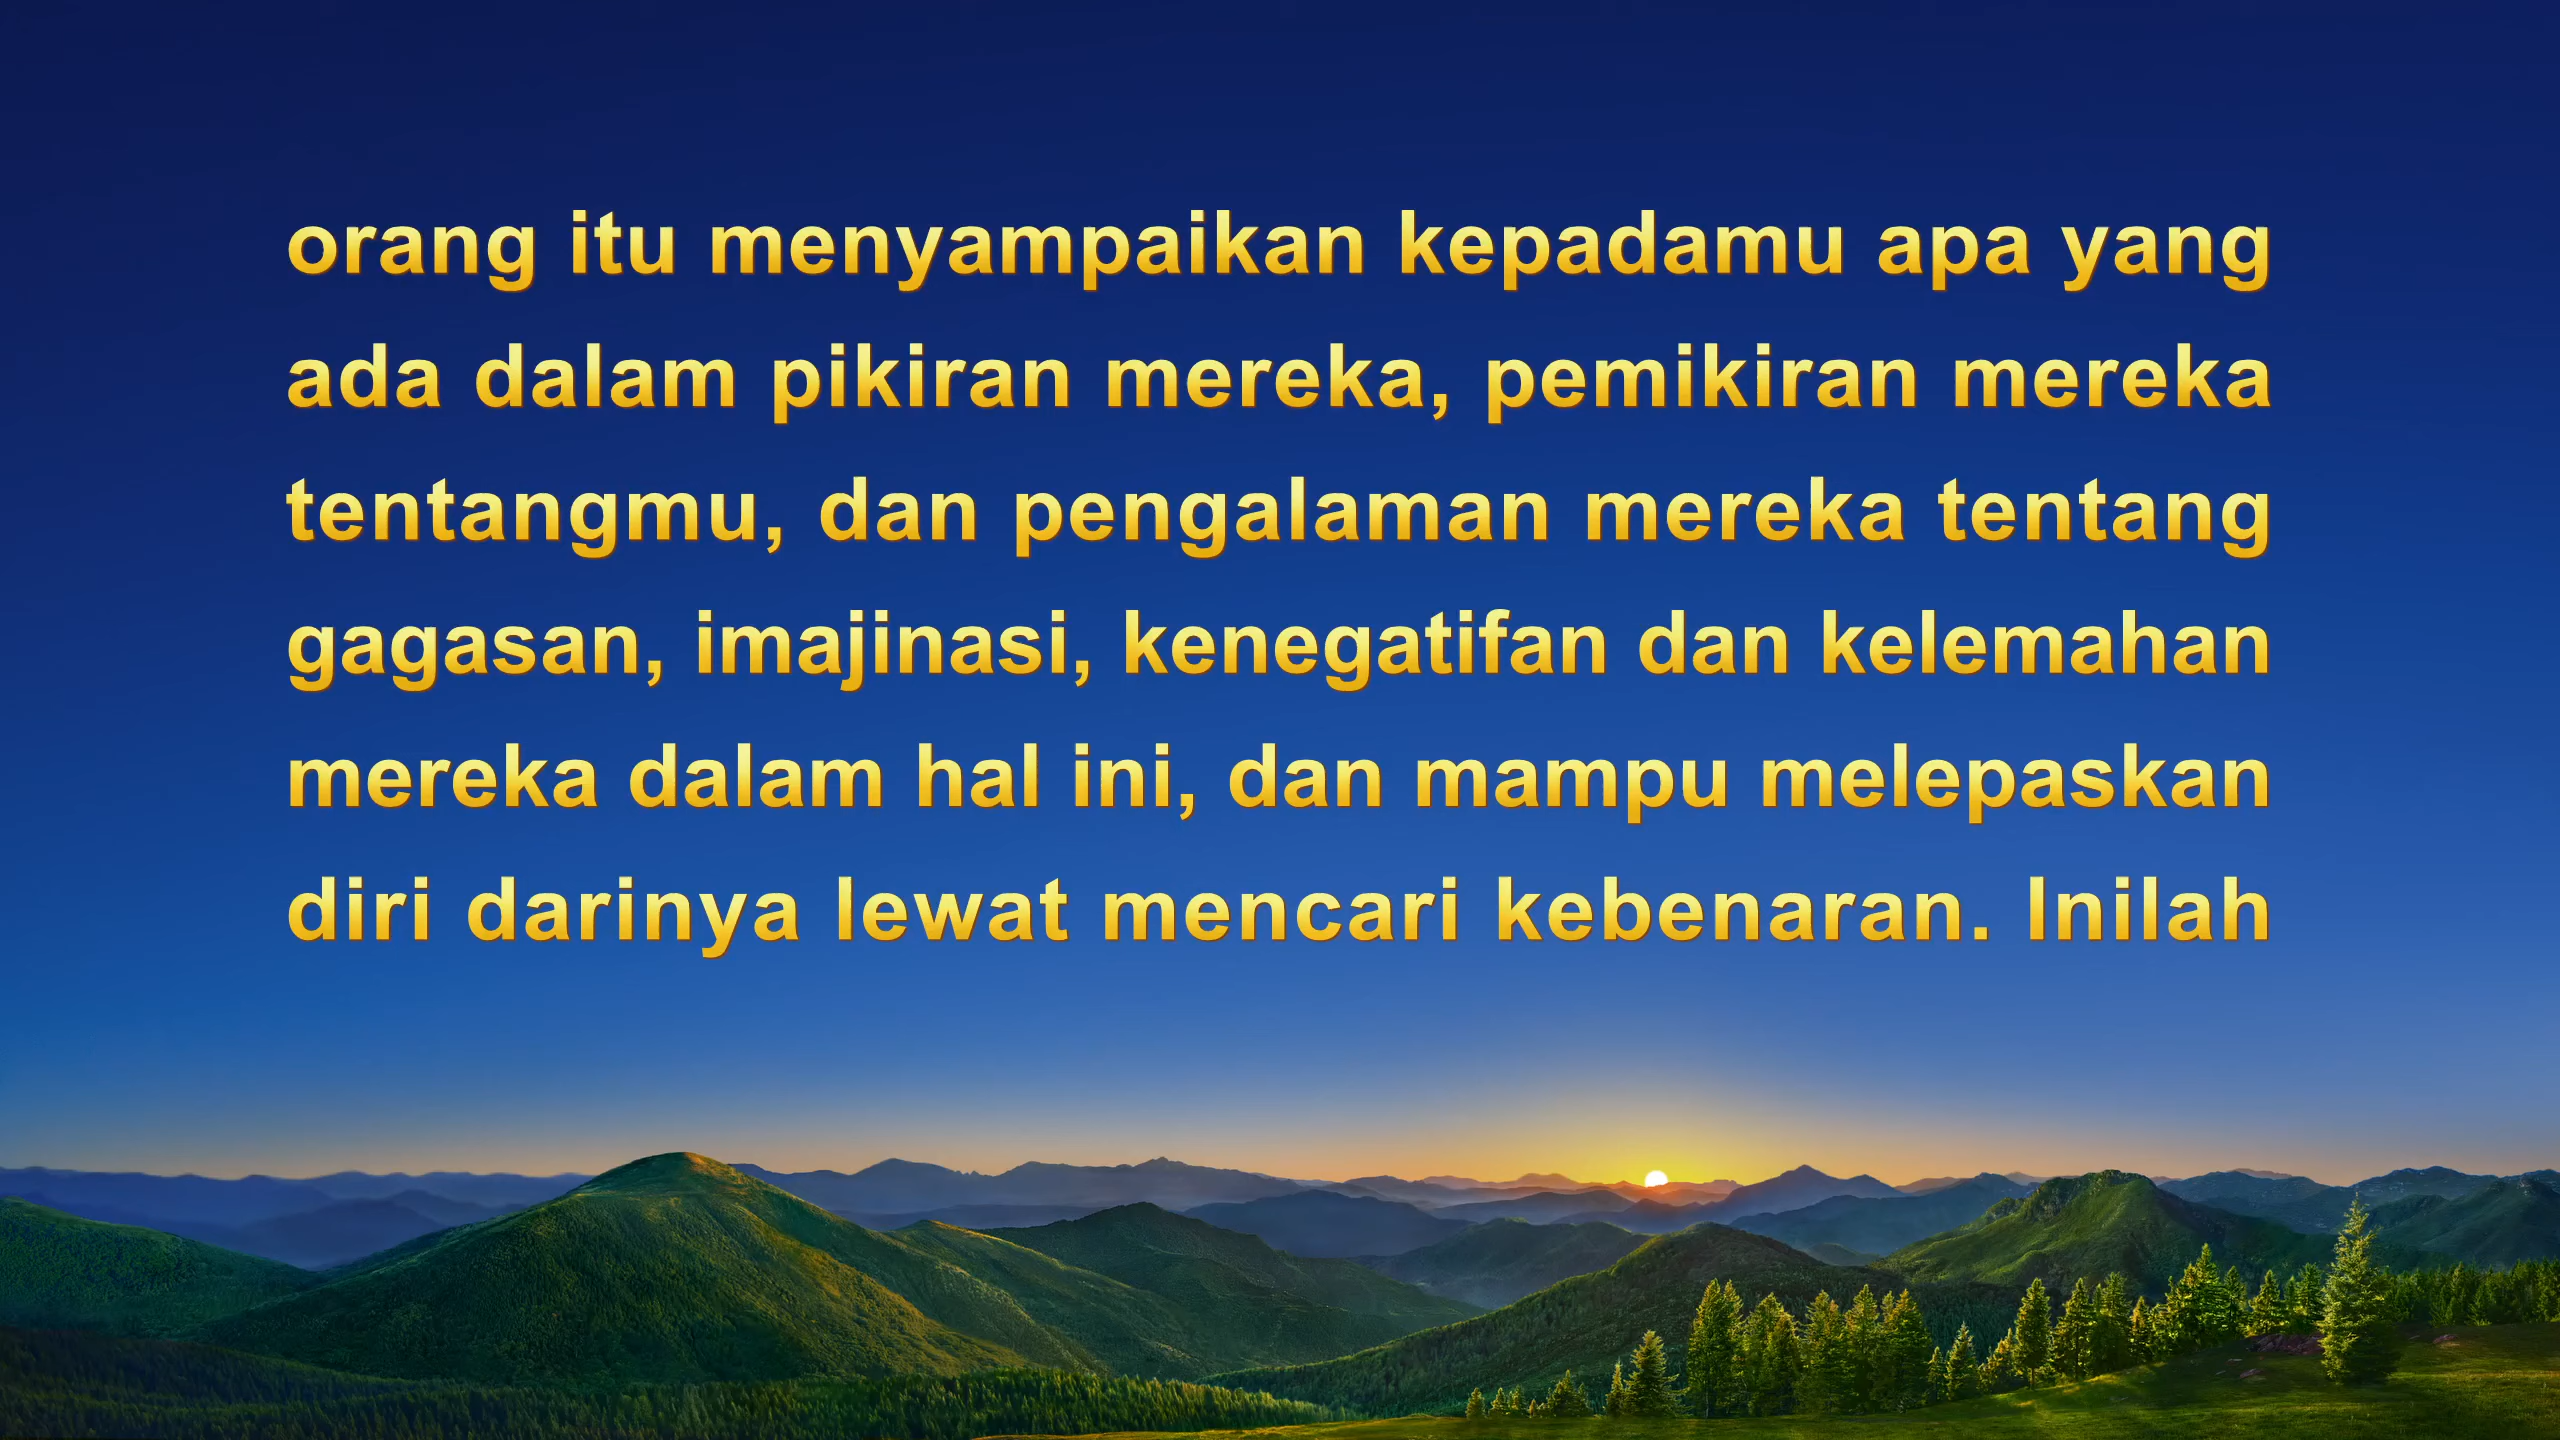 orang itu menyampaikan kepadamu apa yang
ada dalam pikiran mereka, pemikiran mereka
tentangmu, dan pengalaman mereka tentang
gagasan, imajinasi, kenegatifan dan kelemahan
mereka dalam hal ini, dan mampu melepaskan
diri darinya lewat mencari kebenaran. Inilah